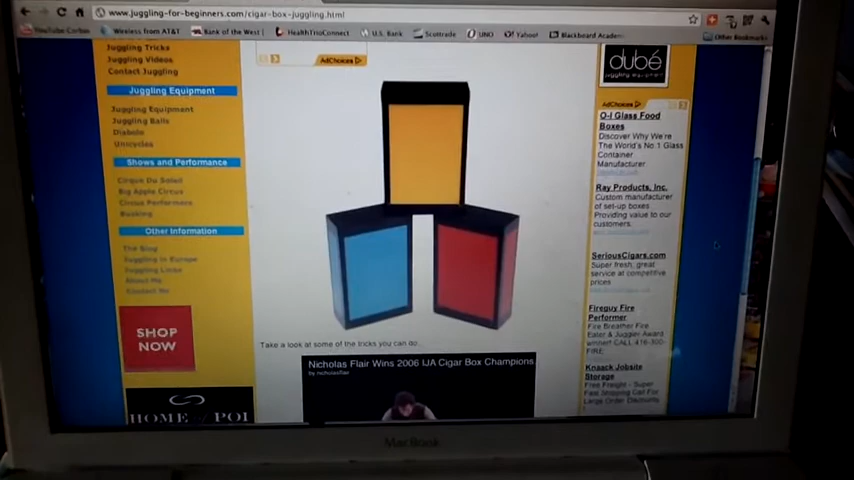 www.juggling-for-beginners.com/cigar-box-juggling.html
YouTube
Wireless from AT&T
Bank of the West
HealthTrioConnect
U.S. Bank
Scottrade
UNO
Yahoo!
Blackboard Academ
Other Bookmarks
Juggling Tricks
Juggling Videos
Contact Juggling
Juggling Equipment
Juggling Equipment
Juggling Balls
Diabolo
Unicycles
Shows and Performance
Cirque Du Soleil
Big Apple Circus
Circus Performers
Busking
Other Information
The Blog
Juggling in Europe
Juggling Links
About Me
Contact Me
SHOP
NOW
HOME of POI
AdChoices
Take a look at some of the tricks you can do...
Nicholas Flair Wins 2006 IJA Cigar Box Champions
by nicholasflair
dubé
juggling equipment
AdChoices
O-I Glass Food
Boxes
Discover Why We're
The World's No.1 Glass
Container
Manufacturer
Ray Products, Inc.
Custom manufacturer
of set-up boxes
Providing value to our
customers.
SeriousCigars.com
Super fresh, great
service at competitive
prices
Fireguy Fire
Performer
Fire Breather Fire
Eater & Juggler Award
winner! CALL 416-300-
FIRE
Knaack Jobsite
Storage
Free Freight - Super
Fast Shipping Call For
Large Order Discounts
MacBook